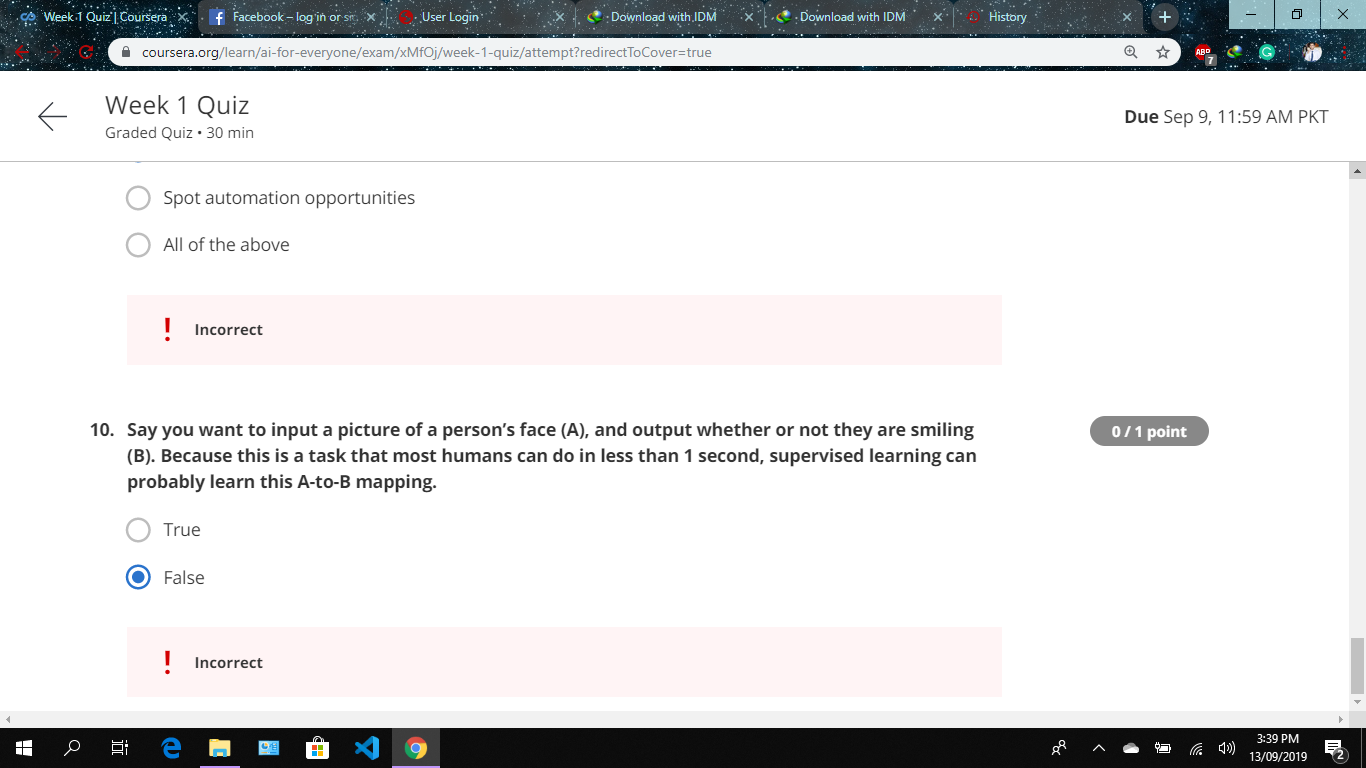 Week 1 Quiz | Coursera
Facebook – log in or
User Login
Download with IDM
Download with IDM
History
coursera.org/learn/ai-for-everyone/exam/xMfOj/week-1-quiz/attempt?redirectToCover=true
ABP
7
Week 1 Quiz
Graded Quiz • 30 min
Due Sep 9, 11:59 AM PKT
Spot automation opportunities
All of the above
! Incorrect
10. Say you want to input a picture of a person's face (A), and output whether or not they are smiling
0 / 1 point
(B). Because this is a task that most humans can do in less than 1 second, supervised learning can
probably learn this A-to-B mapping.
True
False
! Incorrect
3:39 PM
13/09/2019
2